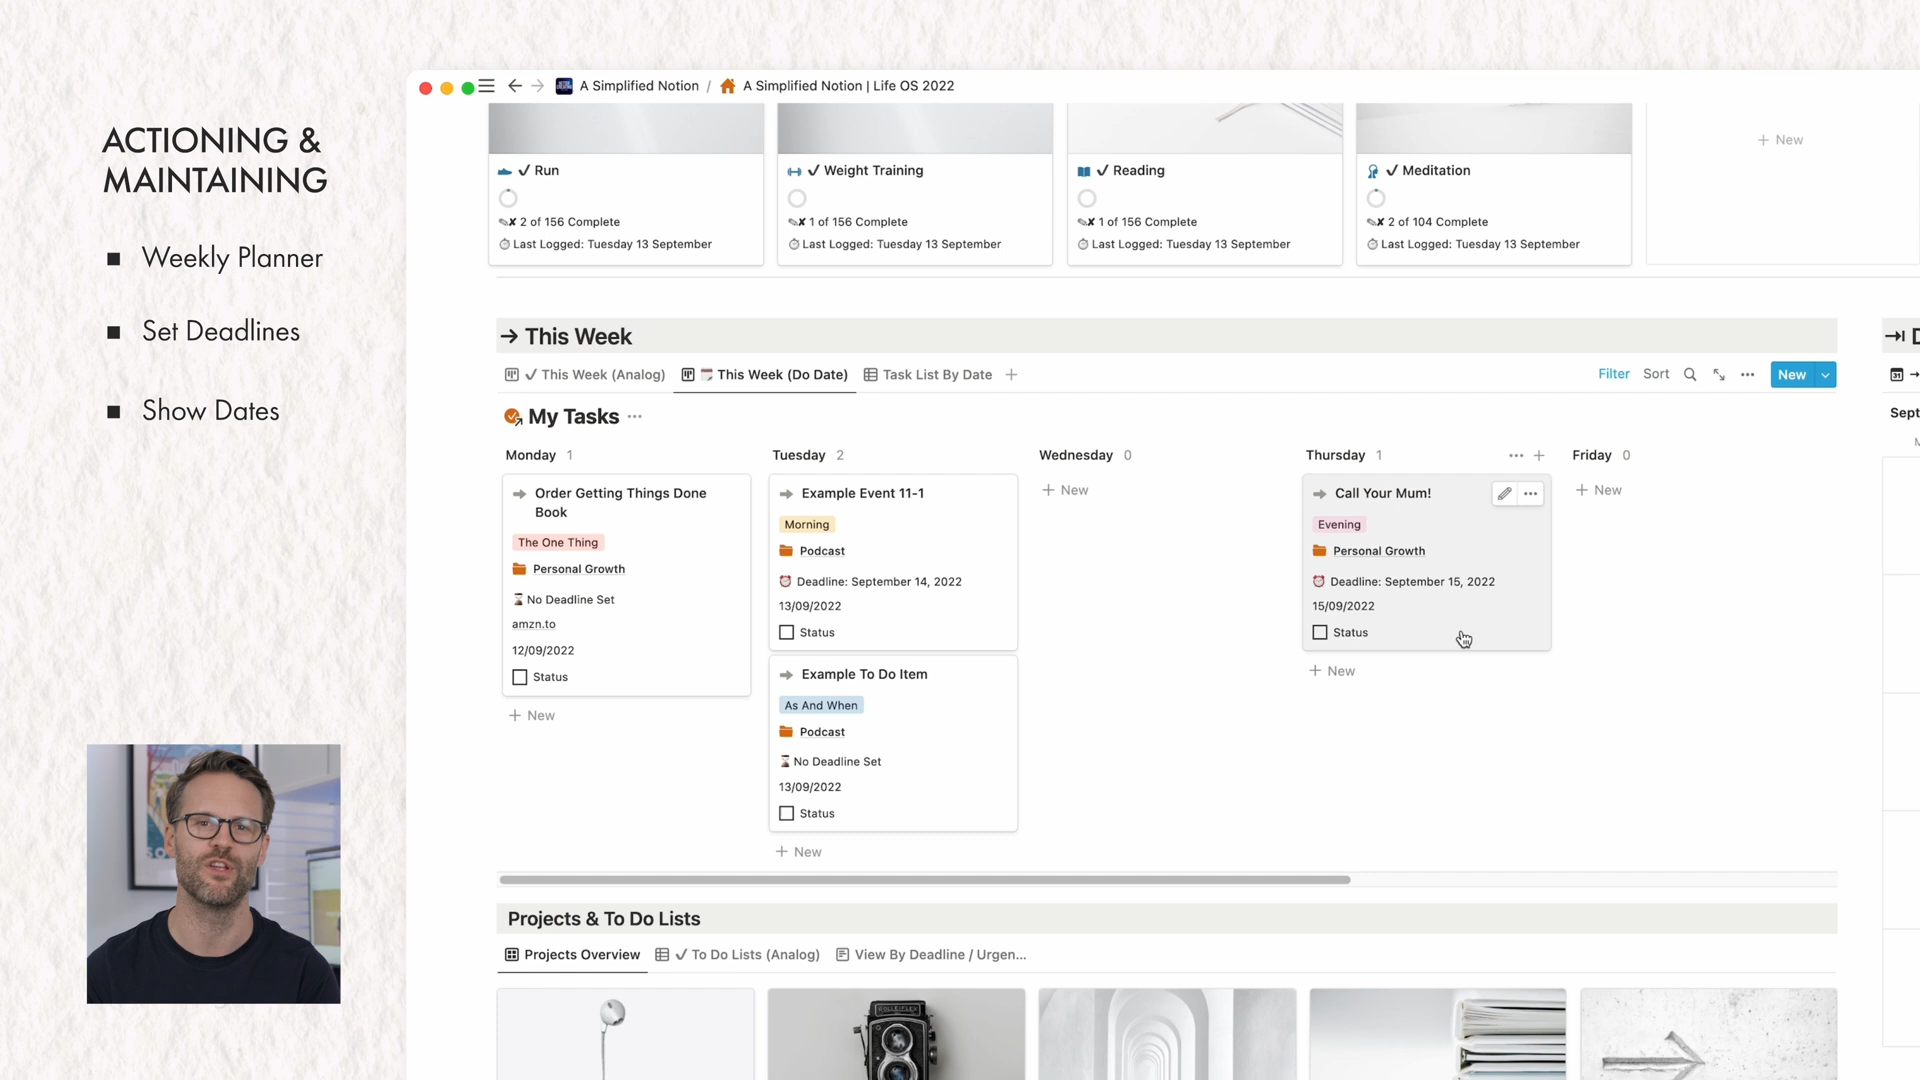 ACTIONING &
MAINTAINING
Weekly Planner
Set Deadlines
Show Dates
A Simplified Notion / A Simplified Notion | Life OS 2022
Run
2 of 156 Complete
Last Logged: Tuesday 13 September
Weight Training
1 of 156 Complete
Last Logged: Tuesday 13 September
Reading
1 of 156 Complete
Last Logged: Tuesday 13 September
Meditation
2 of 104 Complete
Last Logged: Tuesday 13 September
+ New
→ This Week
✓ This Week (Analog)
This Week (Do Date)
Task List By Date
Filter
Sort
New
My Tasks
Monday 1
Order Getting Things Done
Book
The One Thing
Personal Growth
No Deadline Set
amzn.to
12/09/2022
Status
+ New
Tuesday 2
Example Event 11-1
Morning
Podcast
Deadline: September 14, 2022
13/09/2022
Status
Example To Do Item
As And When
Podcast
No Deadline Set
13/09/2022
Status
+ New
Wednesday 0
+ New
Thursday 1
Call Your Mum!
Evening
Personal Growth
Deadline: September 15, 2022
15/09/2022
Status
+ New
Friday 0
+ New
Sept
Projects & To Do Lists
Projects Overview
✓ To Do Lists (Analog)
View By Deadline / Urgen...
ROLLEIFLEX